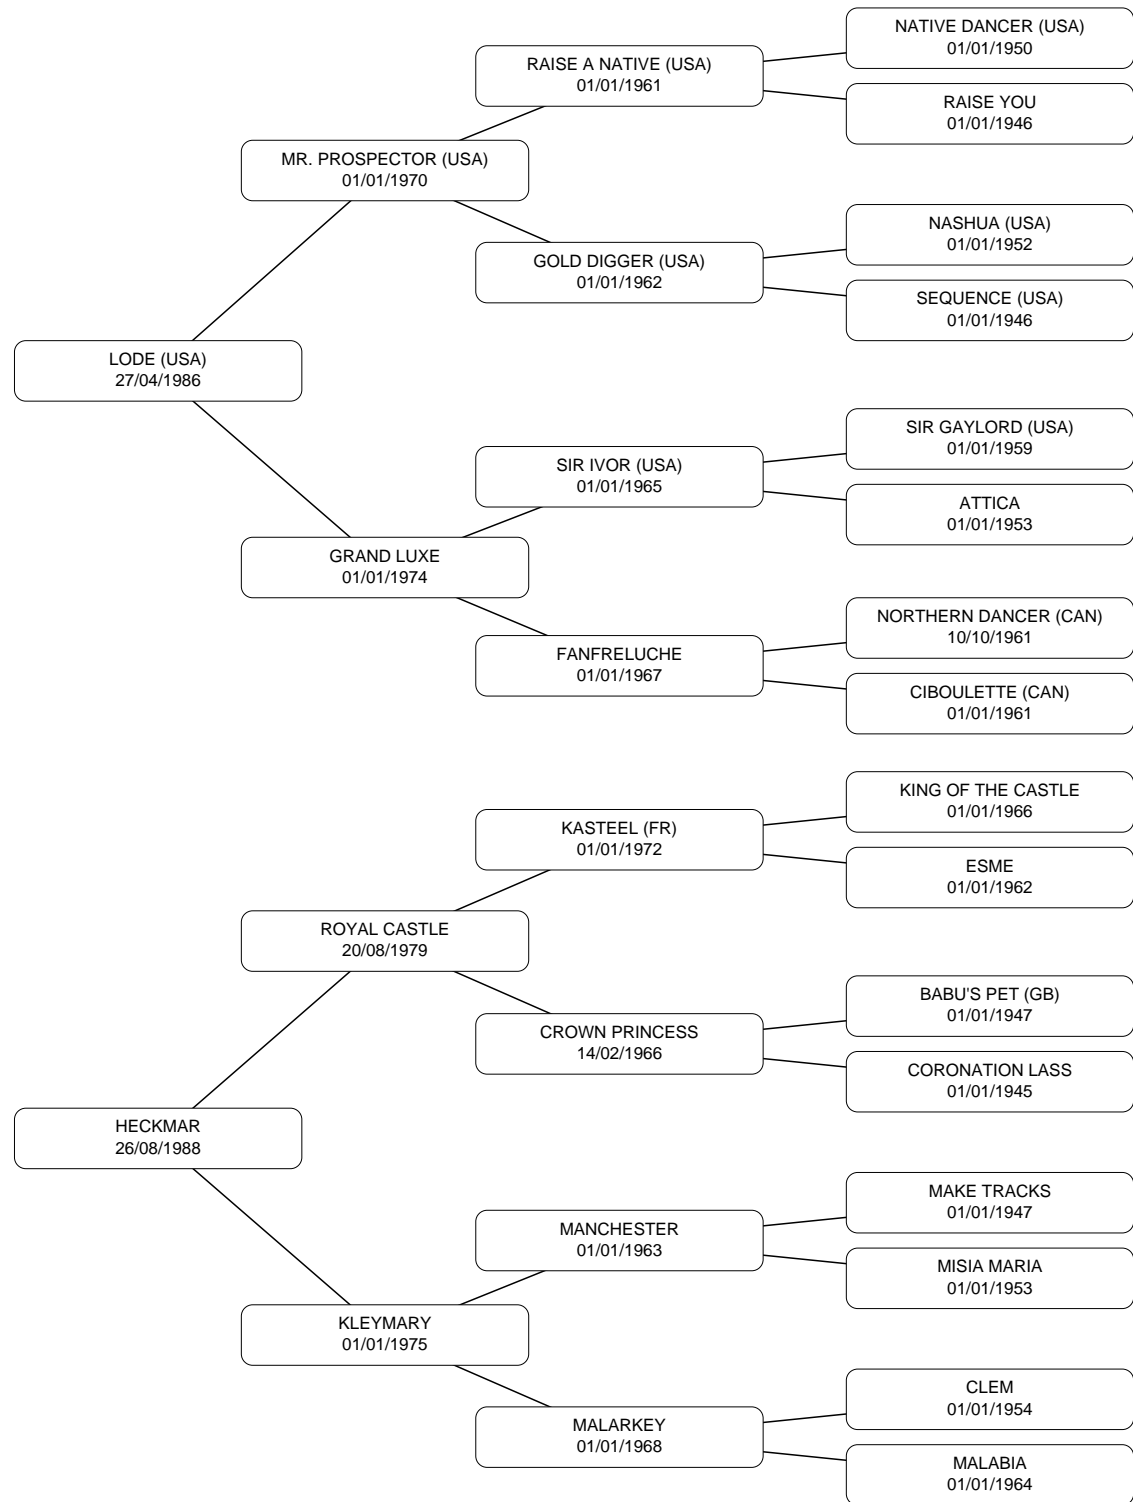 NATIVE DANCER (USA)
01/01/1950
RAISE A NATIVE (USA)
01/01/1961
RAISE YOU
01/01/1946
MR. PROSPECTOR (USA)
01/01/1970
NASHUA (USA)
01/01/1952
GOLD DIGGER (USA)
01/01/1962
SEQUENCE (USA)
01/01/1946
LODE (USA)
27/04/1986
SIR GAYLORD (USA)
01/01/1959
SIR IVOR (USA)
01/01/1965
ATTICA
01/01/1953
GRAND LUXE
01/01/1974
NORTHERN DANCER (CAN)
10/10/1961
FANFRELUCHE
01/01/1967
CIBOULETTE (CAN)
01/01/1961
KING OF THE CASTLE
01/01/1966
KASTEEL (FR)
01/01/1972
ESME
01/01/1962
ROYAL CASTLE
20/08/1979
BABU'S PET (GB)
01/01/1947
CROWN PRINCESS
14/02/1966
CORONATION LASS
01/01/1945
HECKMAR
26/08/1988
MAKE TRACKS
01/01/1947
MANCHESTER
01/01/1963
MISIA MARIA
01/01/1953
KLEYMARY
01/01/1975
CLEM
01/01/1954
MALARKEY
01/01/1968
MALABIA
01/01/1964